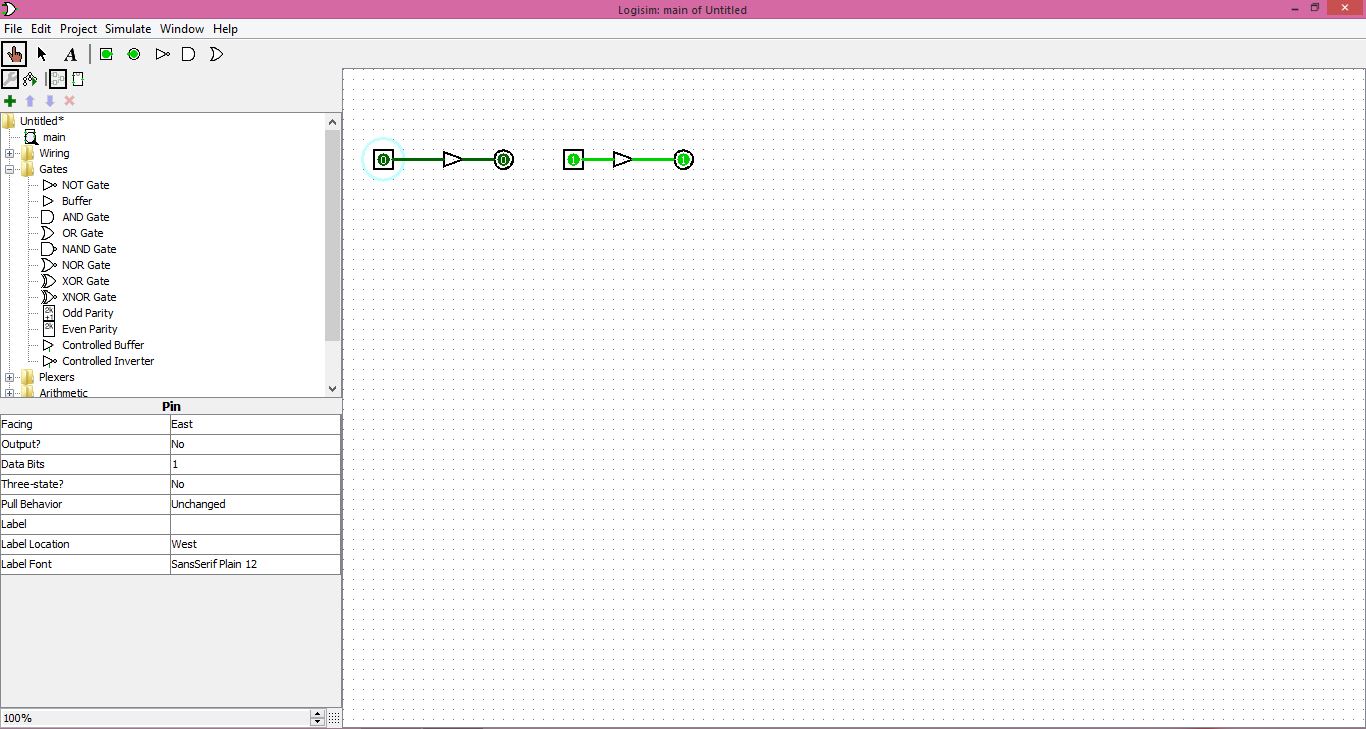 Logisim: main of Untitled
File Edit Project Simulate Window Help
A
Untitled*
main
Wiring
Gates
NOT Gate
Buffer
AND Gate
OR Gate
NAND Gate
NOR Gate
XOR Gate
XNOR Gate
2k+1 Odd Parity
2k Even Parity
Controlled Buffer
Controlled Inverter
Plexers
Arithmetic
0 0 1 1
Pin
Facing East
Output? No
Data Bits 1
Three-state? No
Pull Behavior Unchanged
Label
Label Location West
Label Font SansSerif Plain 12
100%